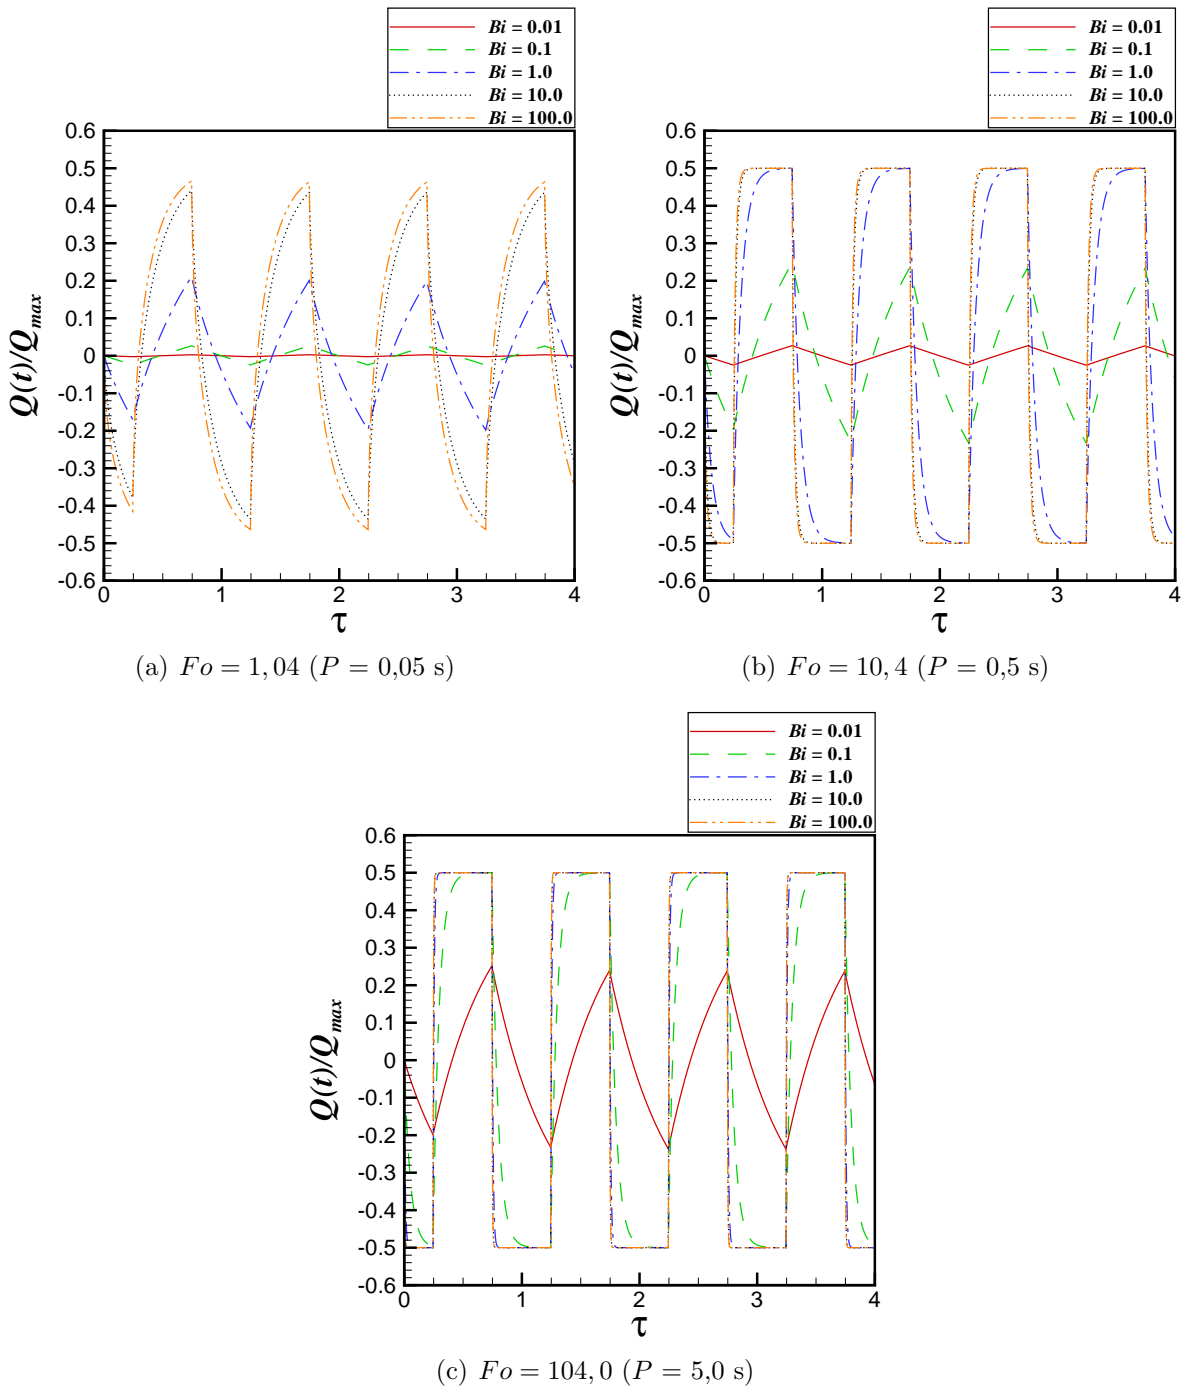 Bi = 0.01
Bi = 0.1
Bi = 1.0
Bi = 10.0
Bi = 100.0
0.6
0.5
0.4
0.3
0.2
0.1
0
-0.1
-0.2
-0.3
-0.4
-0.5
-0.6
Q(t)/Qmax
0 1 2 3 4
τ
(a) Fo = 1, 04 (P = 0,05 s)
Bi = 0.01
Bi = 0.1
Bi = 1.0
Bi = 10.0
Bi = 100.0
0.6
0.5
0.4
0.3
0.2
0.1
0
-0.1
-0.2
-0.3
-0.4
-0.5
-0.6
Q(t)/Qmax
0 1 2 3 4
τ
(b) Fo = 10, 4 (P = 0,5 s)
Bi = 0.01
Bi = 0.1
Bi = 1.0
Bi = 10.0
Bi = 100.0
0.6
0.5
0.4
0.3
0.2
0.1
0
-0.1
-0.2
-0.3
-0.4
-0.5
-0.6
Q(t)/Qmax
0 1 2 3 4
τ
(c) Fo = 104, 0 (P = 5,0 s)